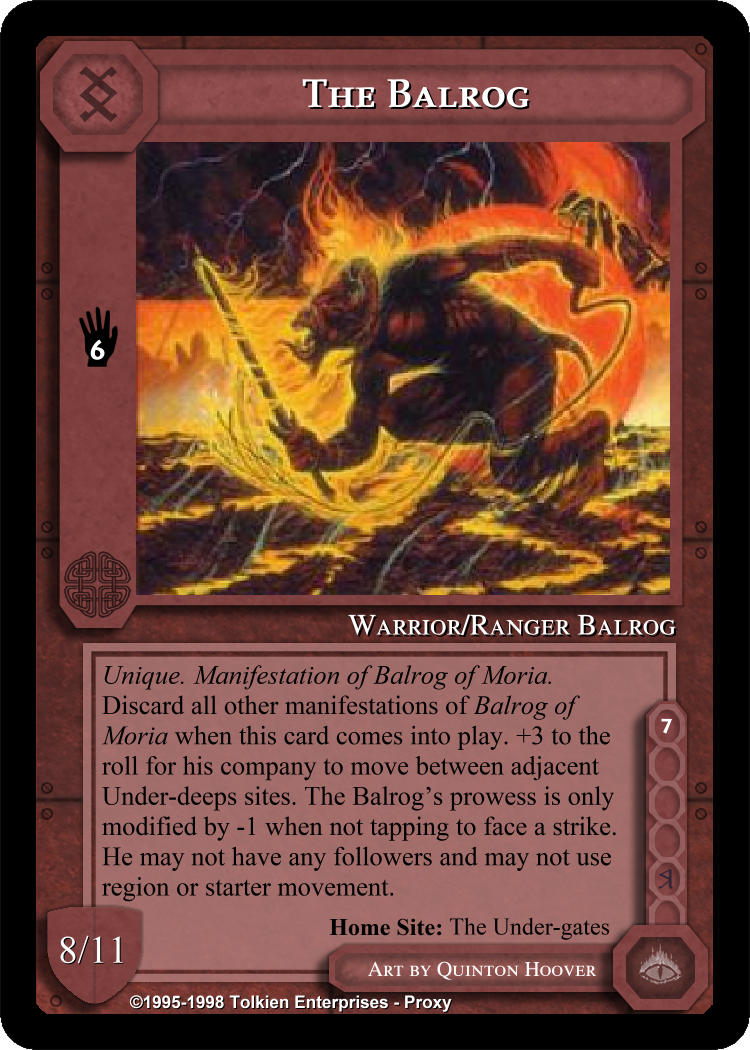 The Balrog
6
Warrior/Ranger Balrog
Unique. Manifestation of Balrog of Moria.
Discard all other manifestations of Balrog of
Moria when this card comes into play. +3 to the
roll for his company to move between adjacent
Under-deeps sites. The Balrog's prowess is only
modified by -1 when not tapping to face a strike.
He may not have any followers and may not use
region or starter movement.
7
Home Site: The Under-gates
8/11
Art by Quinton Hoover
©1995-1998 Tolkien Enterprises - Proxy